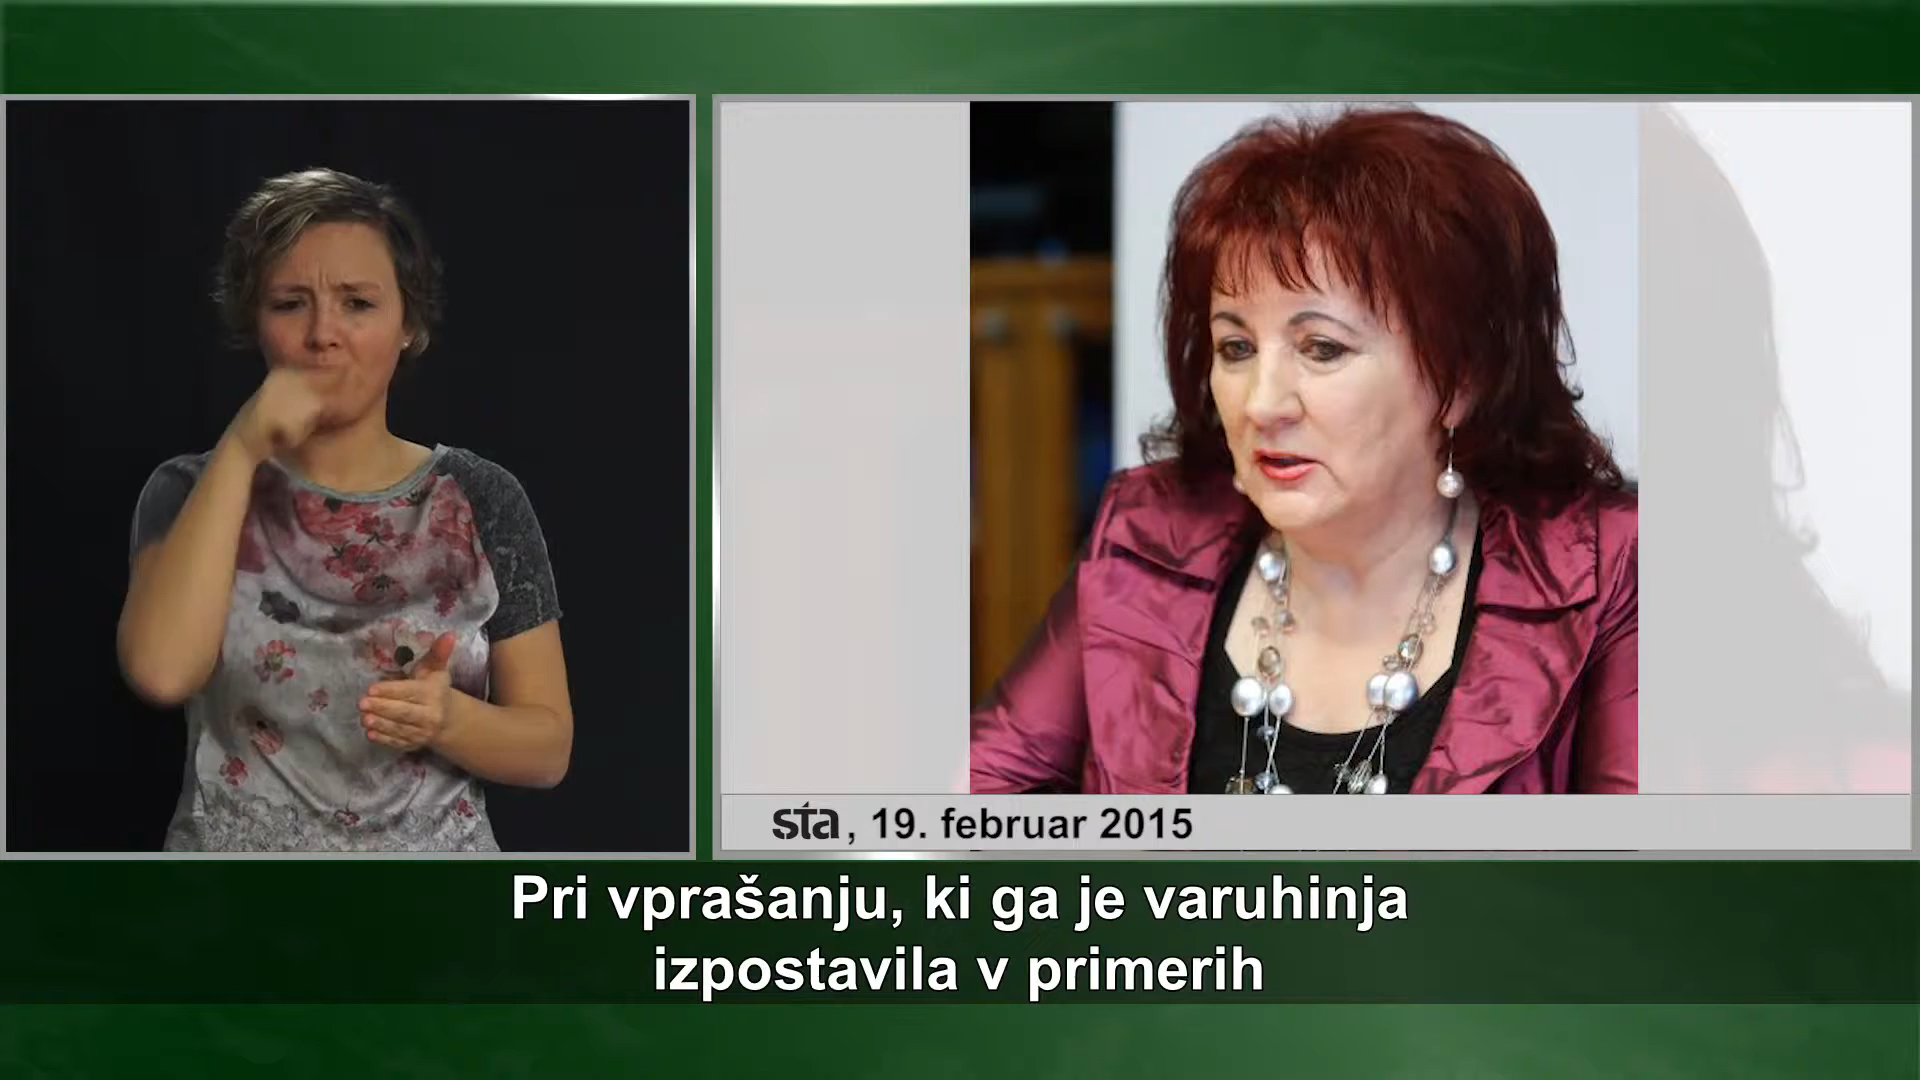 sta, 19. februar 2015
Pri vprašanju, ki ga je varuhinja
izpostavila v primerih